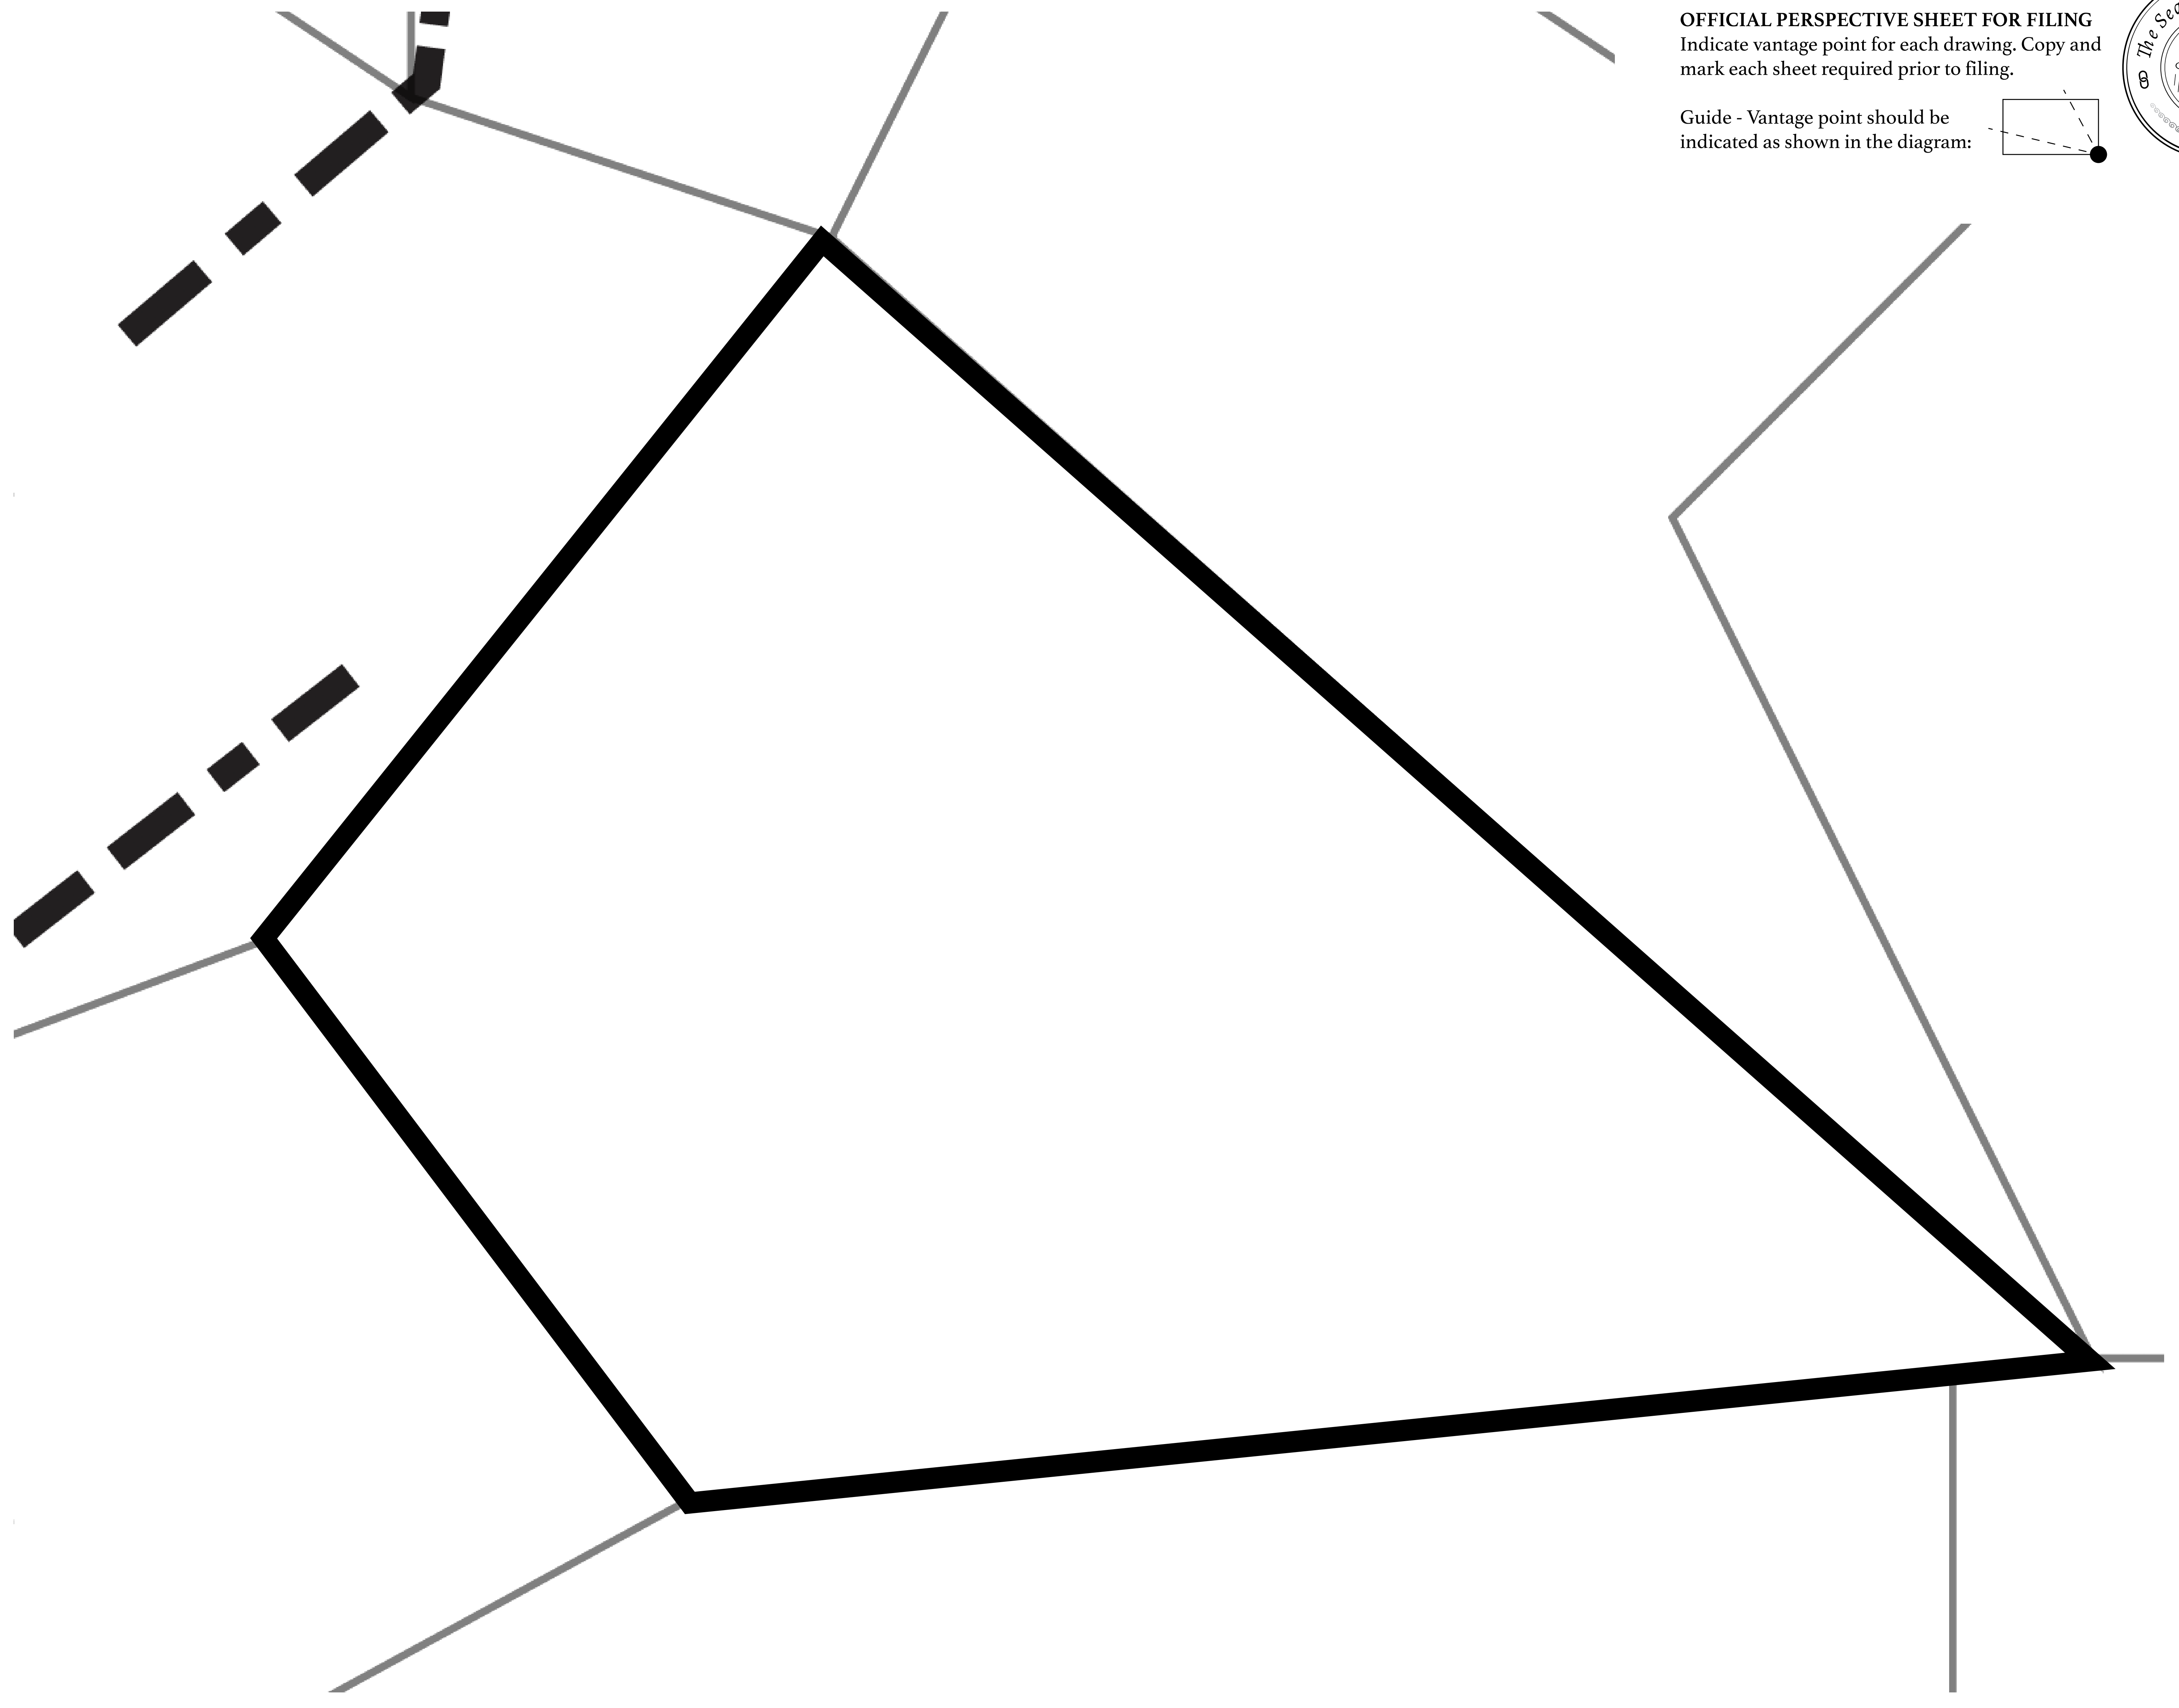 OFFICIAL PERSPECTIVE SHEET FOR FILING
Indicate vantage point for each drawing. Copy and
mark each sheet required prior to filing.
Guide - Vantage point should be
indicated as shown in the diagram:
The